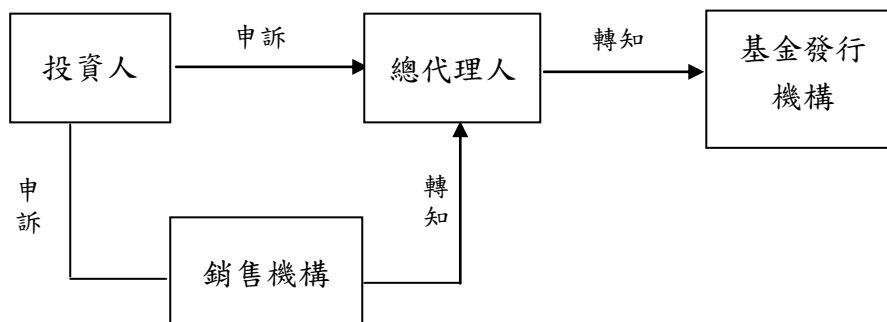 申訴
轉知
投資人
總代理人
基金發行
機構
申
訴
轉
知
銷售機構